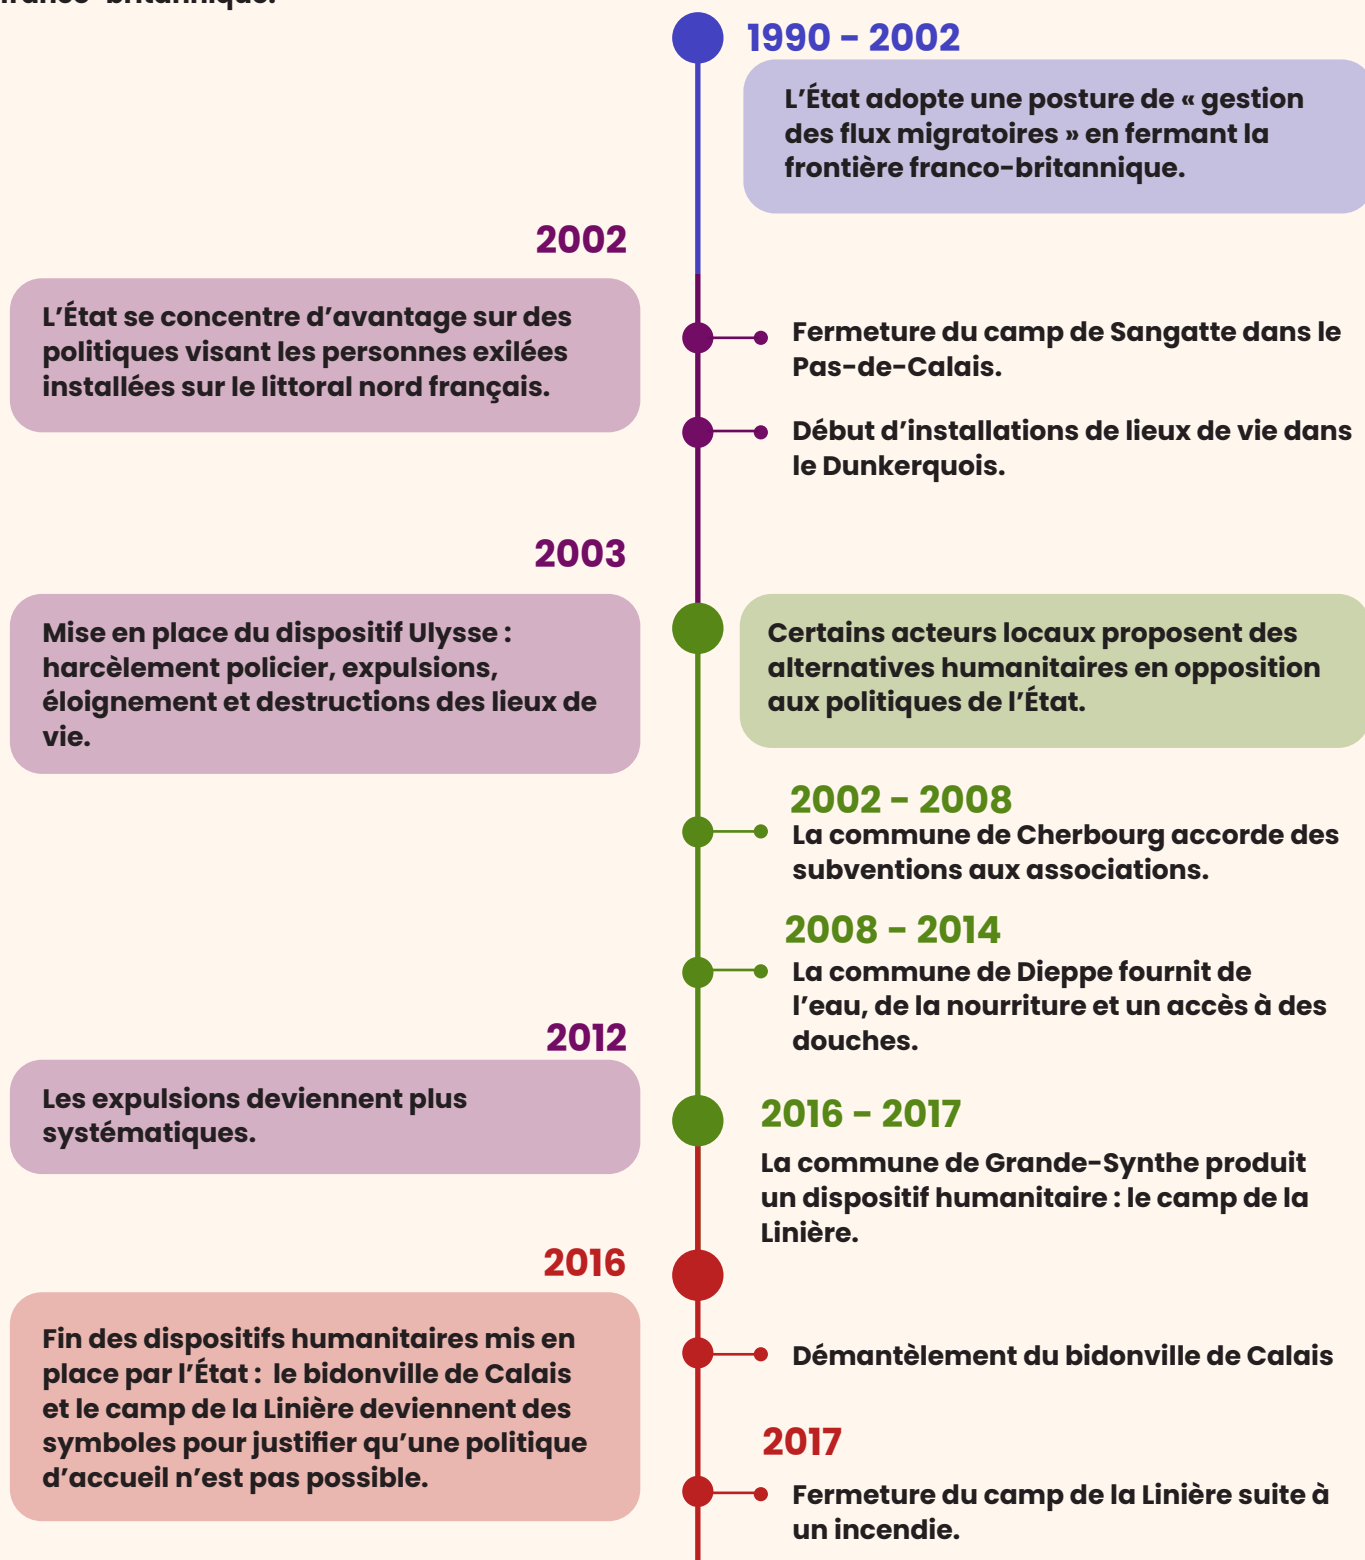 franco-britannique.
1990 - 2002
L’État adopte une posture de « gestion
des flux migratoires » en fermant la
frontière franco-britannique.
2002
L’État se concentre d’avantage sur des
politiques visant les personnes exilées
installées sur le littoral nord français.
Fermeture du camp de Sangatte dans le
Pas-de-Calais.
Début d’installations de lieux de vie dans
le Dunkerquois.
2003
Mise en place du dispositif Ulysse :
harcèlement policier, expulsions,
éloignement et destructions des lieux de
vie.
Certains acteurs locaux proposent des
alternatives humanitaires en opposition
aux politiques de l’État.
2002 - 2008
La commune de Cherbourg accorde des
subventions aux associations.
2008 - 2014
La commune de Dieppe fournit de
l’eau, de la nourriture et un accès à des
douches.
2012
Les expulsions deviennent plus
systématiques.
2016 - 2017
La commune de Grande-Synthe produit
un dispositif humanitaire : le camp de la
Linière.
2016
Fin des dispositifs humanitaires mis en
place par l’État :  le bidonville de Calais
et le camp de la Linière deviennent des
symboles pour justifier qu’une politique
d’accueil n’est pas possible.
Démantèlement du bidonville de Calais
2017
Fermeture du camp de la Linière suite à
un incendie.